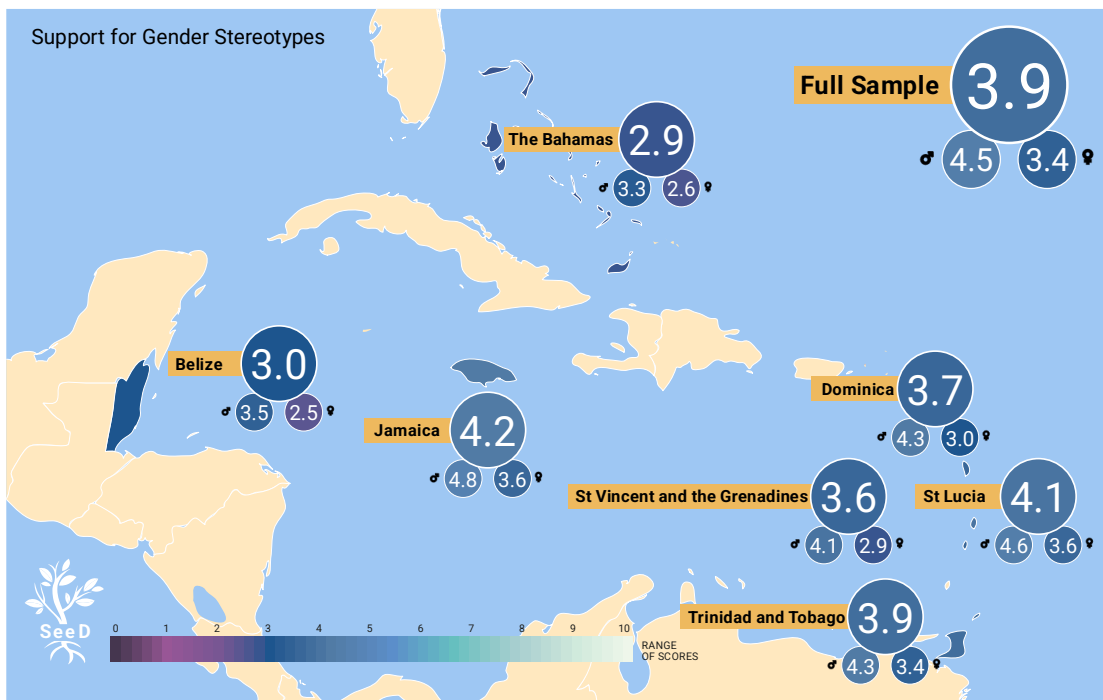 Support for Gender Stereotypes
Full Sample
3.9
♂ 4.5 3.4 ♀
The Bahamas
2.9
♂ 3.3 2.6 ♀
Belize
3.0
♂ 3.5 2.5 ♀
Jamaica
4.2
♂ 4.8 3.6 ♀
Dominica
3.7
♂ 4.3 3.0 ♀
St Vincent and the Grenadines
3.6
♂ 4.1 2.9 ♀
St Lucia
4.1
♂ 4.6 3.6 ♀
Trinidad and Tobago
3.9
♂ 4.3 3.4 ♀
SeeD
0 1 2 3 4 5 6 7 8 9 10
RANGE
OF SCORES